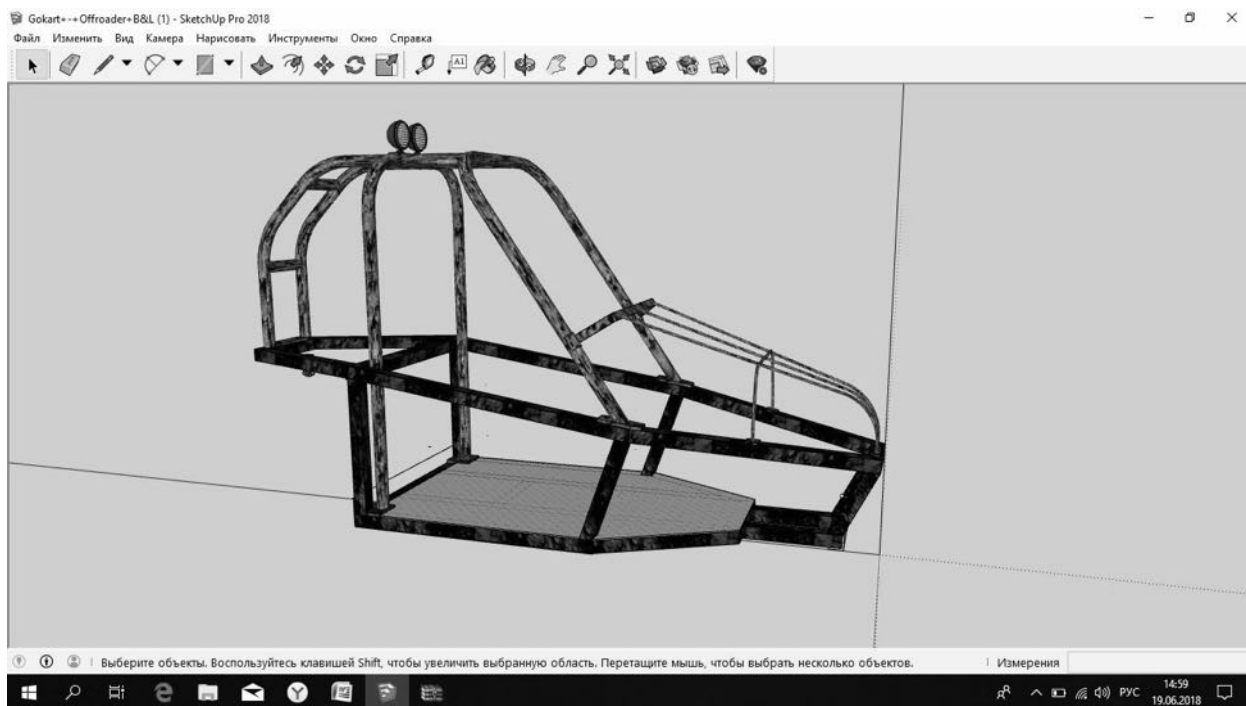 Gokart+-+Offroader+B&L (1) - SketchUp Pro 2018
Файл Изменить Вид Камера Нарисовать Инструменты Окно Справка
A1
Выберите объекты. Воспользуйтесь клавишей Shift, чтобы увеличить выбранную область. Перетащите мышь, чтобы выбрать несколько объектов.
Измерения
РУС
14:59
19.06.2018